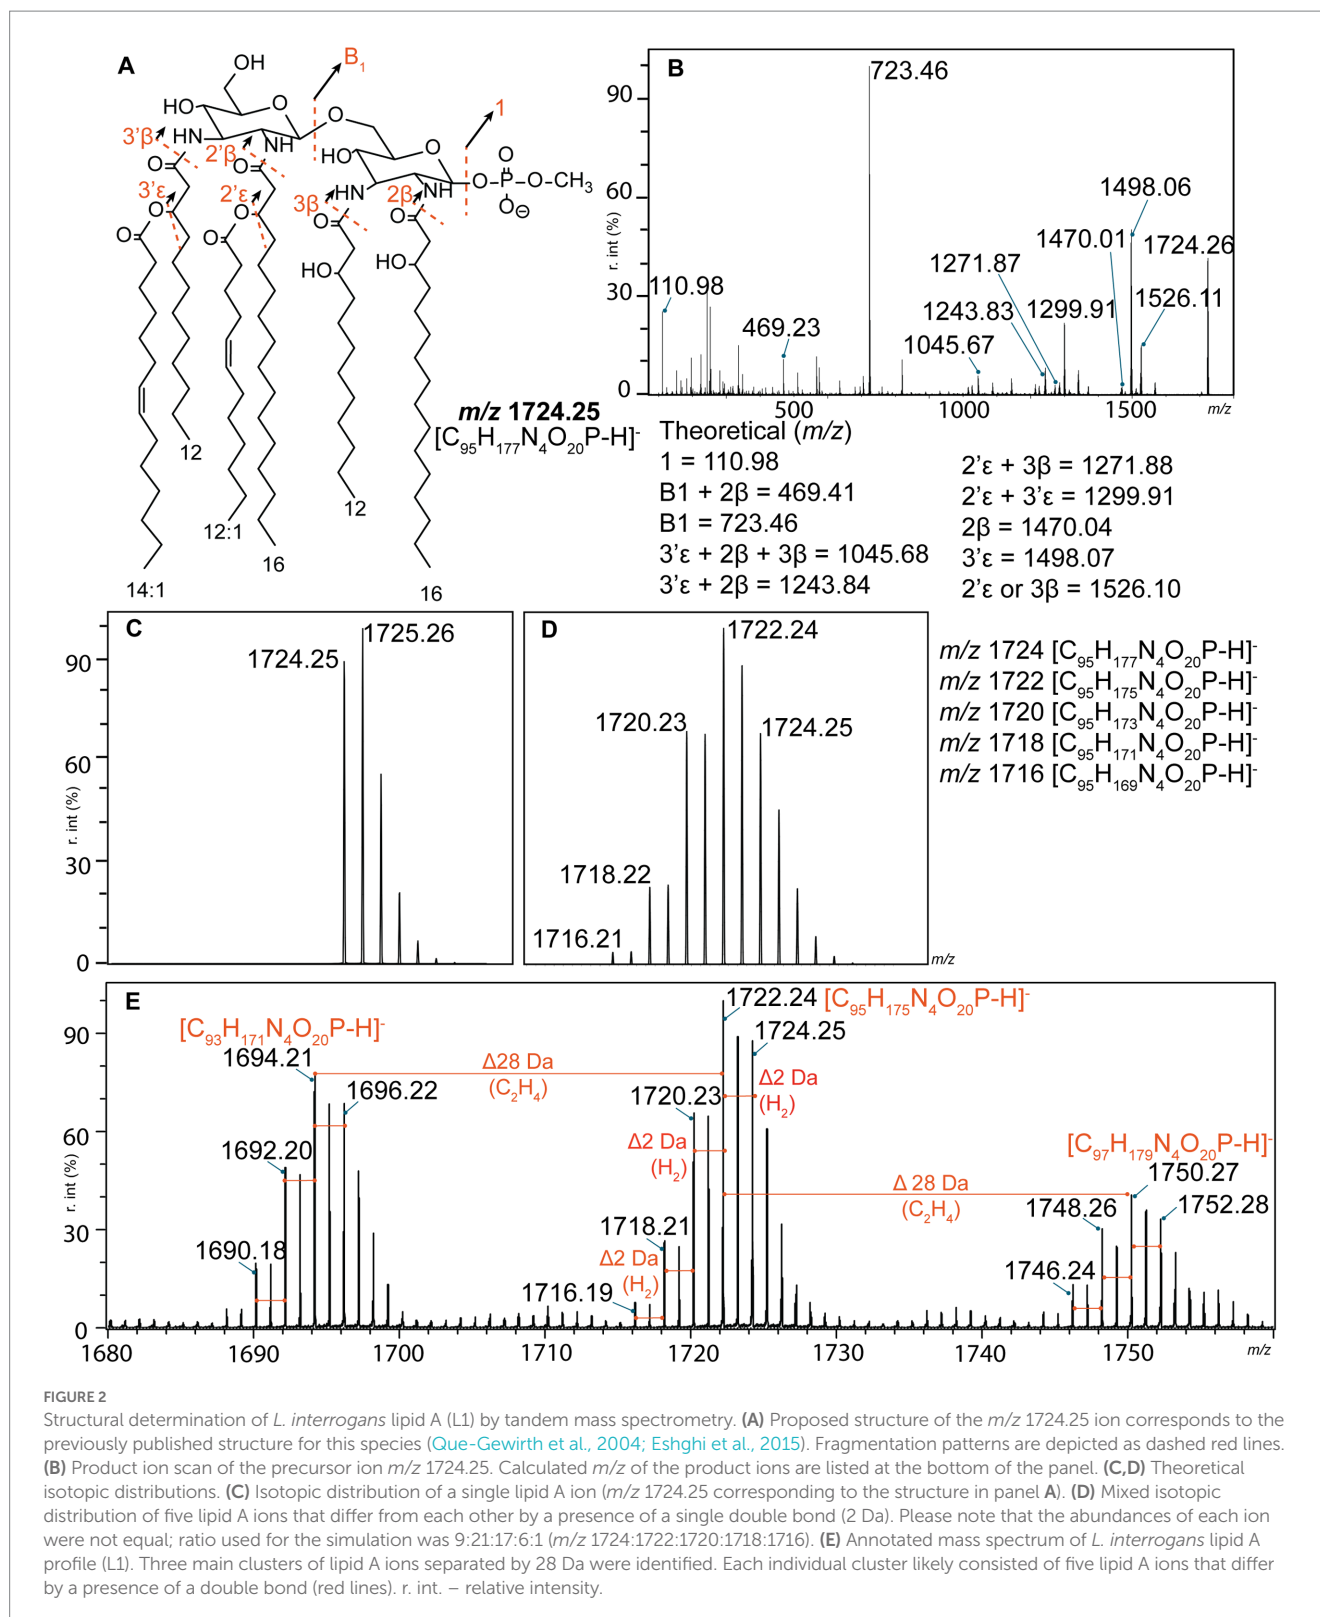 A
OH
B₁
HO
O
O
1
3'β
HN
2'β
NH
HO
O
O
O
O
O
P
O
CH₃
3'ε
2'ε
3β
HN
2β
NH
O⊖
O
O
O
O
O
O
HO
HO
m/z 1724.25
[C₉₅H₁₇₇N₄O₂₀P-H]⁻
12
12:1
12
16
14:1
16
B
723.46
90
60
30
0
r. int (%)
1498.06
1470.01
1724.26
1271.87
110.98
1243.83
1299.91
1526.11
469.23
1045.67
500
1000
1500
m/z
Theoretical (m/z)
1 = 110.98
B1 + 2β = 469.41
B1 = 723.46
3'ε + 2β + 3β = 1045.68
3'ε + 2β = 1243.84
2'ε + 3β = 1271.88
2'ε + 3'ε = 1299.91
2β = 1470.04
3'ε = 1498.07
2'ε or 3β = 1526.10
C
1725.26
1724.25
90
60
30
0
r. int (%)
D
1722.24
1720.23
1724.25
1718.22
1716.21
m/z
m/z 1724 [C₉₅H₁₇₇N₄O₂₀P-H]⁻
m/z 1722 [C₉₅H₁₇₅N₄O₂₀P-H]⁻
m/z 1720 [C₉₅H₁₇₃N₄O₂₀P-H]⁻
m/z 1718 [C₉₅H₁₇₁N₄O₂₀P-H]⁻
m/z 1716 [C₉₅H₁₆₉N₄O₂₀P-H]⁻
E
1722.24 [C₉₅H₁₇₅N₄O₂₀P-H]⁻
[C₉₃H₁₇₁N₄O₂₀P-H]⁻
1724.25
1694.21
Δ28 Da
(C₂H₄)
Δ2 Da
(H₂)
1696.22
1720.23
1692.20
Δ2 Da
(H₂)
[C₉₇H₁₇₉N₄O₂₀P-H]⁻
1750.27
Δ 28 Da
(C₂H₄)
1748.26
1752.28
1718.21
1690.18
Δ2 Da
(H₂)
1746.24
1716.19
90
60
30
0
r. int (%)
1680
1690
1700
1710
1720
1730
1740
1750
m/z
FIGURE 2
Structural determination of L. interrogans lipid A (L1) by tandem mass spectrometry. (A) Proposed structure of the m/z 1724.25 ion corresponds to the
previously published structure for this species (Que-Gewirth et al., 2004; Eshghi et al., 2015). Fragmentation patterns are depicted as dashed red lines.
(B) Product ion scan of the precursor ion m/z 1724.25. Calculated m/z of the product ions are listed at the bottom of the panel. (C,D) Theoretical
isotopic distributions. (C) Isotopic distribution of a single lipid A ion (m/z 1724.25 corresponding to the structure in panel A). (D) Mixed isotopic
distribution of five lipid A ions that differ from each other by a presence of a single double bond (2 Da). Please note that the abundances of each ion
were not equal; ratio used for the simulation was 9:21:17:6:1 (m/z 1724:1722:1720:1718:1716). (E) Annotated mass spectrum of L. interrogans lipid A
profile (L1). Three main clusters of lipid A ions separated by 28 Da were identified. Each individual cluster likely consisted of five lipid A ions that differ
by a presence of a double bond (red lines). r. int. – relative intensity.